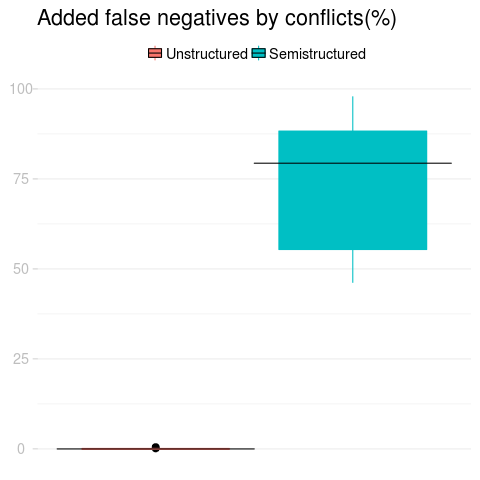 Added false negatives by conflicts(%)
Unstructured Semistructured
100
75
50
25
0